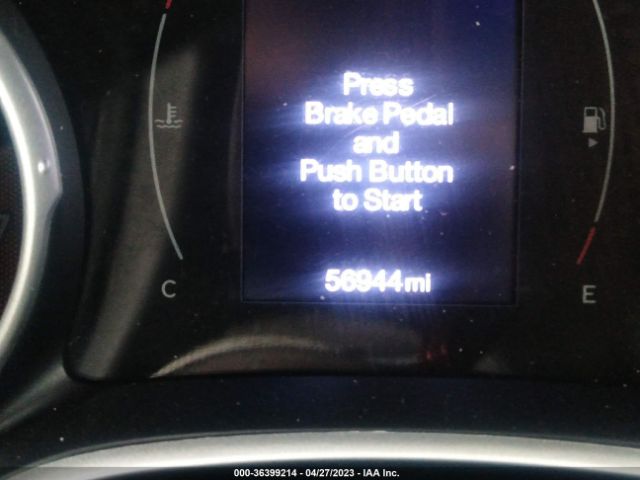 Press
Brake Pedal
and
Push Button
to Start
56944mi
C
E
000-36399214 - 04/27/2023 - IAA Inc.